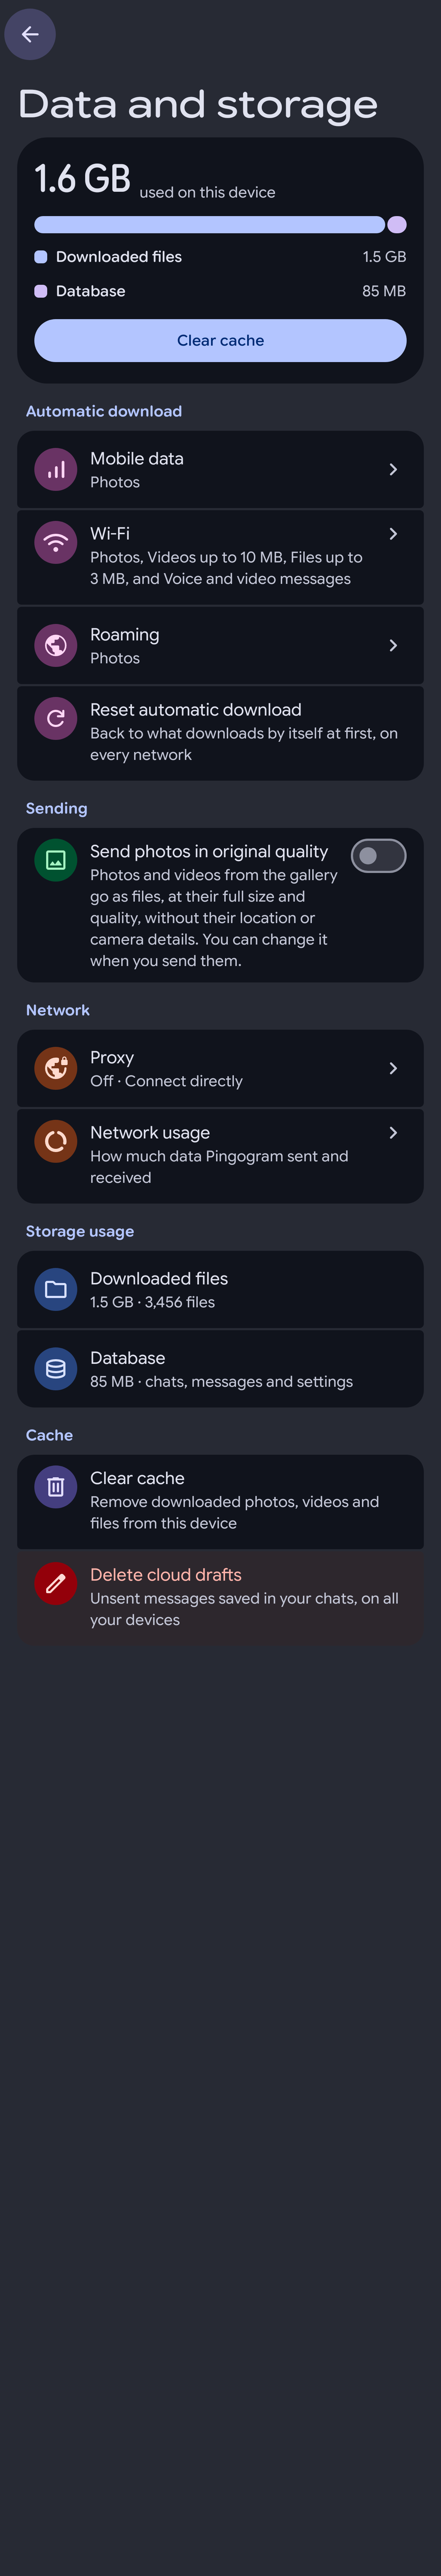 Data and storage
1.6 GB used on this device
Downloaded files 1.5 GB
Database 85 MB
Clear cache
Automatic download
Mobile data
Photos
Wi-Fi
Photos, Videos up to 10 MB, Files up to
3 MB, and Voice and video messages
Roaming
Photos
Reset automatic download
Back to what downloads by itself at first, on
every network
Sending
Send photos in original quality
Photos and videos from the gallery
go as files, at their full size and
quality, without their location or
camera details. You can change it
when you send them.
Network
Proxy
Off · Connect directly
Network usage
How much data Pingogram sent and
received
Storage usage
Downloaded files
1.5 GB · 3,456 files
Database
85 MB · chats, messages and settings
Cache
Clear cache
Remove downloaded photos, videos and
files from this device
Delete cloud drafts
Unsent messages saved in your chats, on all
your devices